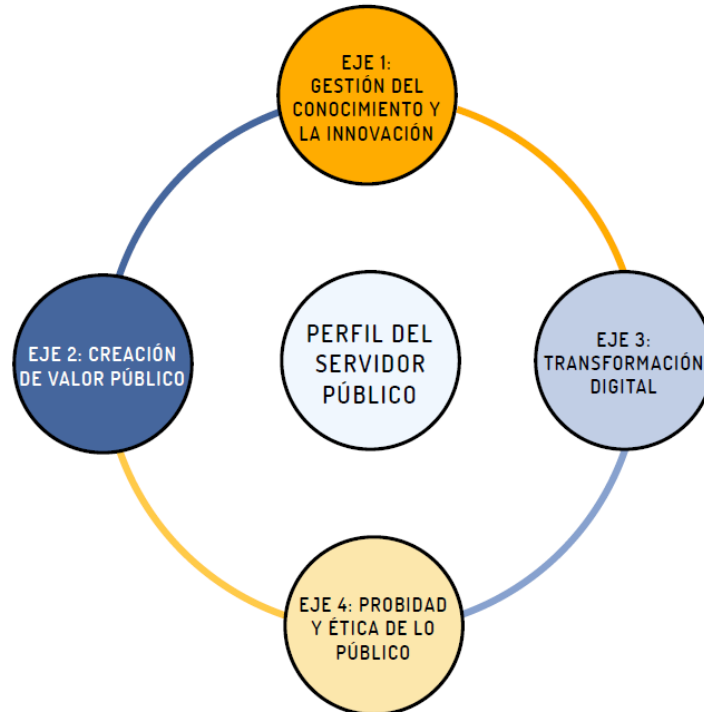 EJE 1:
GESTIÓN DEL
CONOCIMIENTO Y
LA INNOVACIÓN
EJE 2: CREACIÓN
DE VALOR PÚBLICO
PERFIL DEL
SERVIDOR
PÚBLICO
EJE 3:
TRANSFORMACIÓN
DIGITAL
EJE 4: PROBIDAD
Y ÉTICA DE LO
PÚBLICO